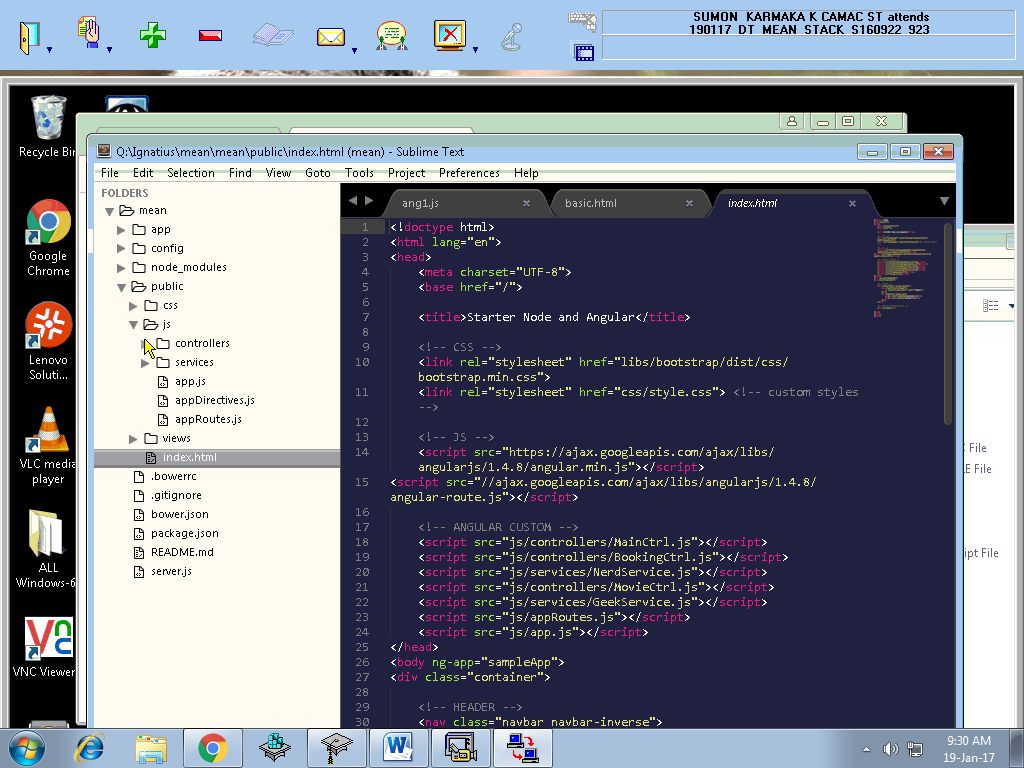 SUMON KARMAKA K CAMAC ST attends
190117_DT_MEAN_STACK_S160922_923
Recycle Bin
Google
Chrome
Lenovo
Soluti...
VLC media
player
ALL
Windows-6
VNC Viewer
Q:\Ignatius\mean\mean\public\index.html (mean) - Sublime Text
File Edit Selection Find View Goto Tools Project Preferences Help
FOLDERS
mean
app
config
node_modules
public
css
js
controllers
services
app.js
appDirectives.js
appRoutes.js
views
index.html
.bowerrc
.gitignore
bower.json
package.json
README.md
server.js
ang1.js
basic.html
index.html
1 <!doctype html>
2 <html lang="en">
3 <head>
4 <meta charset="UTF-8">
5 <base href="/">
6
7 <title>Starter Node and Angular</title>
8
9 <!-- CSS -->
10 <link rel="stylesheet" href="libs/bootstrap/dist/css/
bootstrap.min.css">
11 <link rel="stylesheet" href="css/style.css"> <!-- custom styles
-->
12
13 <!-- JS -->
14 <script src="https://ajax.googleapis.com/ajax/libs/
angularjs/1.4.8/angular.min.js"></script>
15 <script src="//ajax.googleapis.com/ajax/libs/angularjs/1.4.8/
angular-route.js"></script>
16
17 <!-- ANGULAR CUSTOM -->
18 <script src="js/controllers/MainCtrl.js"></script>
19 <script src="js/controllers/BookingCtrl.js"></script>
20 <script src="js/services/NerdService.js"></script>
21 <script src="js/controllers/MovieCtrl.js"></script>
22 <script src="js/services/GeekService.js"></script>
23 <script src="js/appRoutes.js"></script>
24 <script src="js/app.js"></script>
25 </head>
26 <body ng-app="sampleApp">
27 <div class="container">
28
29 <!-- HEADER -->
30 <nav class="navbar navbar-inverse">
File
E File
ipt File
9:30 AM
19-Jan-17